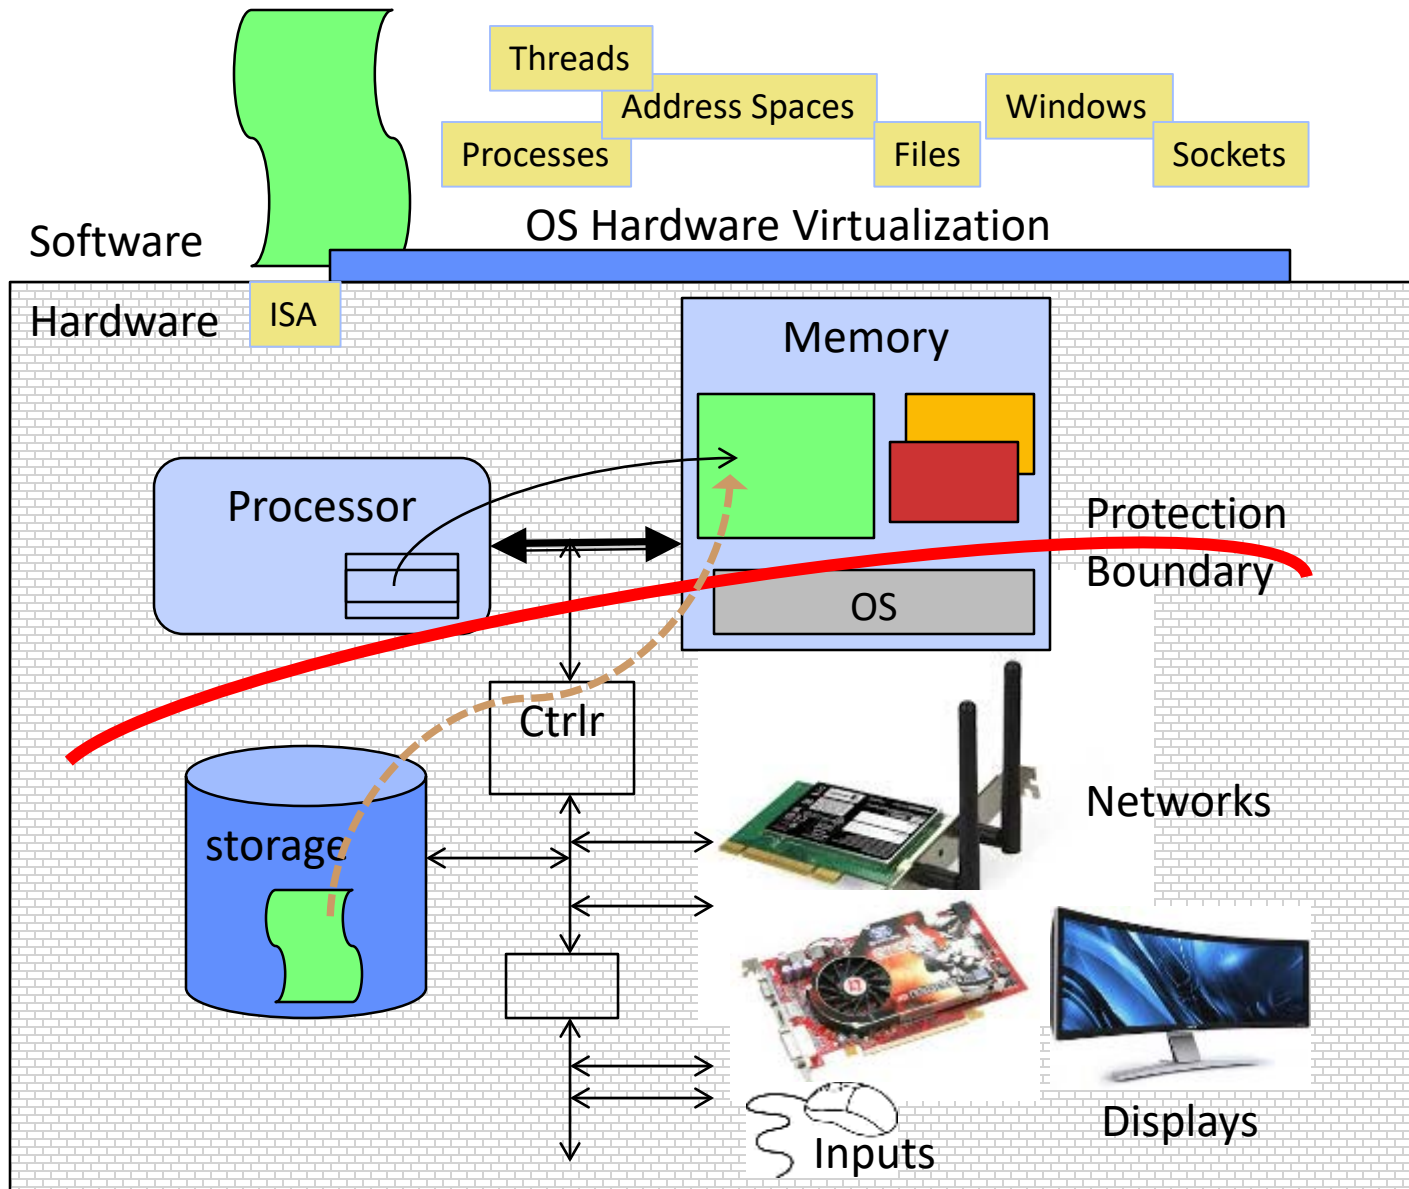 Threads
Address Spaces
Windows
Processes
Files
Sockets
Software
OS Hardware Virtualization
Hardware
ISA
Memory
Processor
Protection
Boundary
OS
Ctrlr
Networks
storage
Displays
Inputs